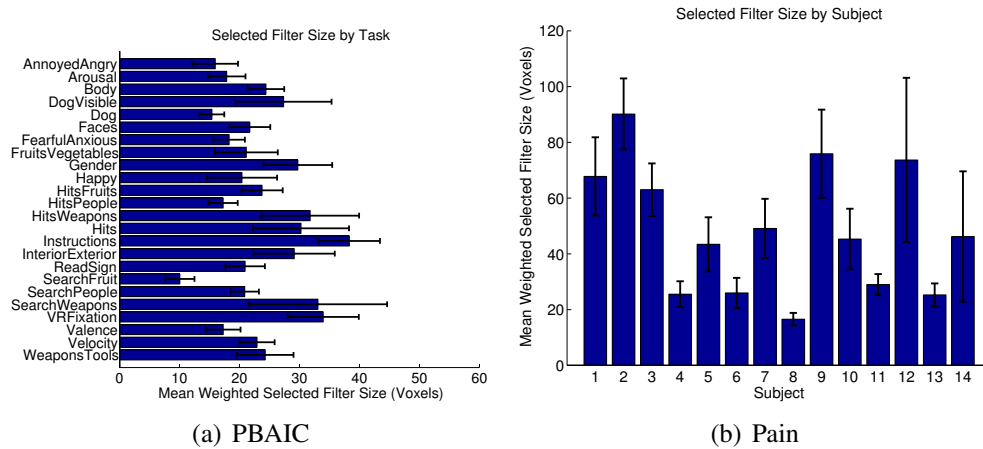 Selected Filter Size by Task
AnnoyedAngry
Arousal
Body
DogVisible
Dog
Faces
FearfulAnxious
FruitsVegetables
Gender
Happy
HitsFruits
HitsPeople
HitsWeapons
Hits
Instructions
InteriorExterior
ReadSign
SearchFruit
SearchPeople
SearchWeapons
VRFixation
Valence
Velocity
WeaponsTools
0 10 20 30 40 50 60
Mean Weighted Selected Filter Size (Voxels)
(a) PBAIC
Selected Filter Size by Subject
Mean Weighted Selected Filter Size (Voxels)
120
100
80
60
40
20
0
1 2 3 4 5 6 7 8 9 10 11 12 13 14
Subject
(b) Pain